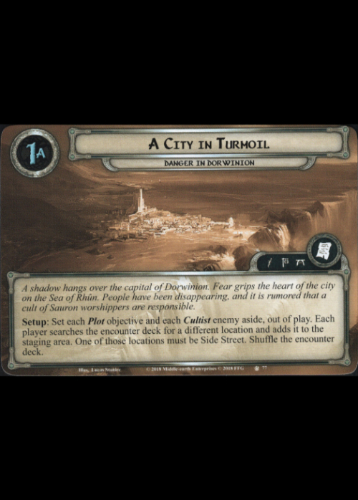 1A
A City in Turmoil
Danger in Dorwinion
A shadow hangs over the capital of Dorwinion. Fear grips the heart of the city
on the Sea of Rhûn. People have been disappearing, and it is rumored that a
cult of Sauron worshippers are responsible.
Setup: Set each Plot objective and each Cultist enemy aside, out of play. Each
player searches the encounter deck for a different location and adds it to the
staging area. One of those locations must be Side Street. Shuffle the encounter
deck.
Illus.
© 2018 Middle-earth Enterprises © 2018 FFG
77